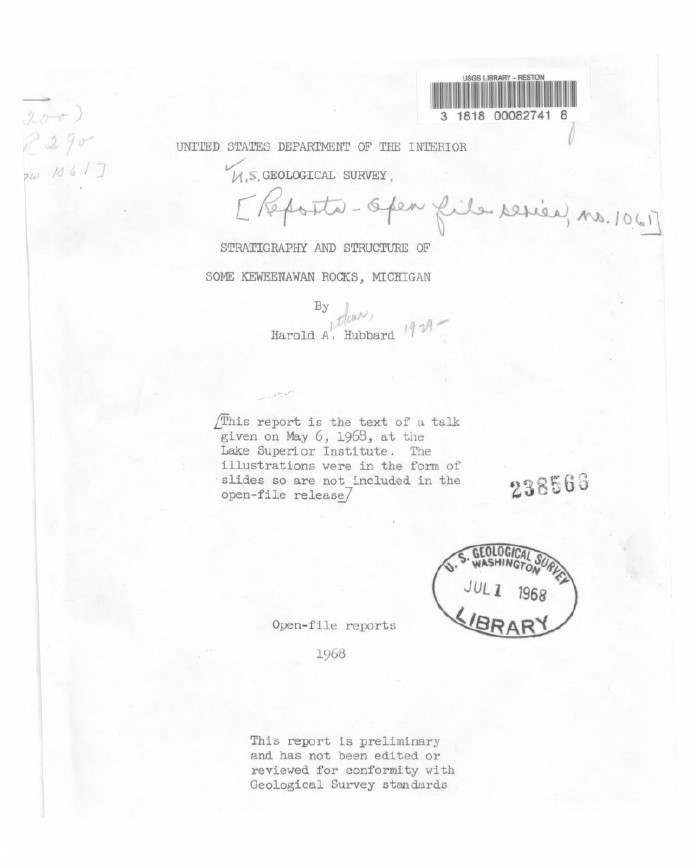 USGS LIBRARY - RESTON
3 1818 00082741 8
200)
R290
1061]
UNITED STATES DEPARTMENT OF THE INTERIOR
U.S. GEOLOGICAL SURVEY.
[Reports - Open file series, no. 1061]
STRATIGRAPHY AND STRUCTURE OF
SOME KEWEENAWAN ROCKS, MICHIGAN
By
Harold A. Hubbard 1929-
[This report is the text of a talk
given on May 6, 1968, at the
Lake Superior Institute. The
illustrations were in the form of
slides so are not included in the
open-file release]
238566
U. S. GEOLOGICAL SURVEY
WASHINGTON
JUL 1 1968
LIBRARY
Open-file reports
1968
This report is preliminary
and has not been edited or
reviewed for conformity with
Geological Survey standards